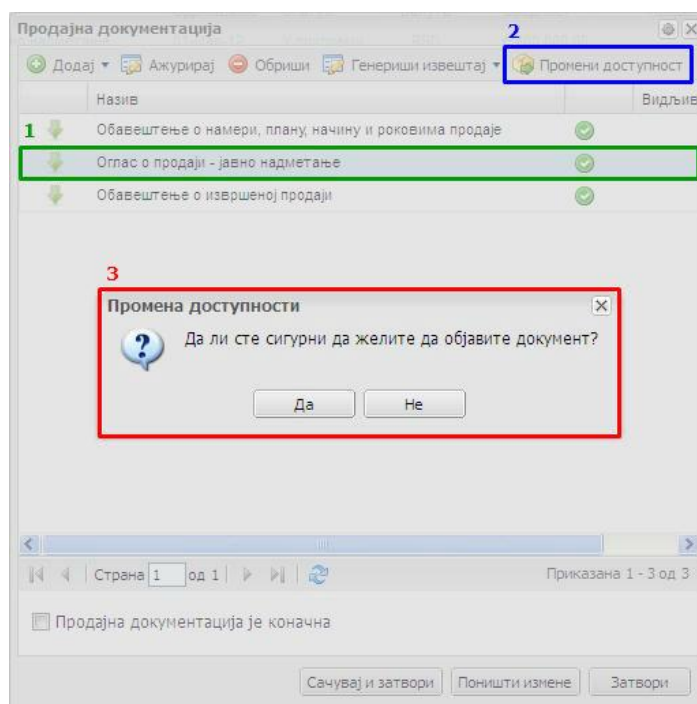 Продајна документација
2
Додај Ажурирај Обриши Генериши извештај Промени доступност
Назив Видљив
1 Обавештење о намери, плану, начину и роковима продаје
Оглас о продаји - јавно надметање
Обавештење о извршеној продаји
3
Промена доступности
Да ли сте сигурни да желите да објавите документ?
Да Не
Страна 1 од 1 Приказана 1 - 3 од 3
Продајна документација је коначна
Сачувај и затвори Поништи измене Затвори